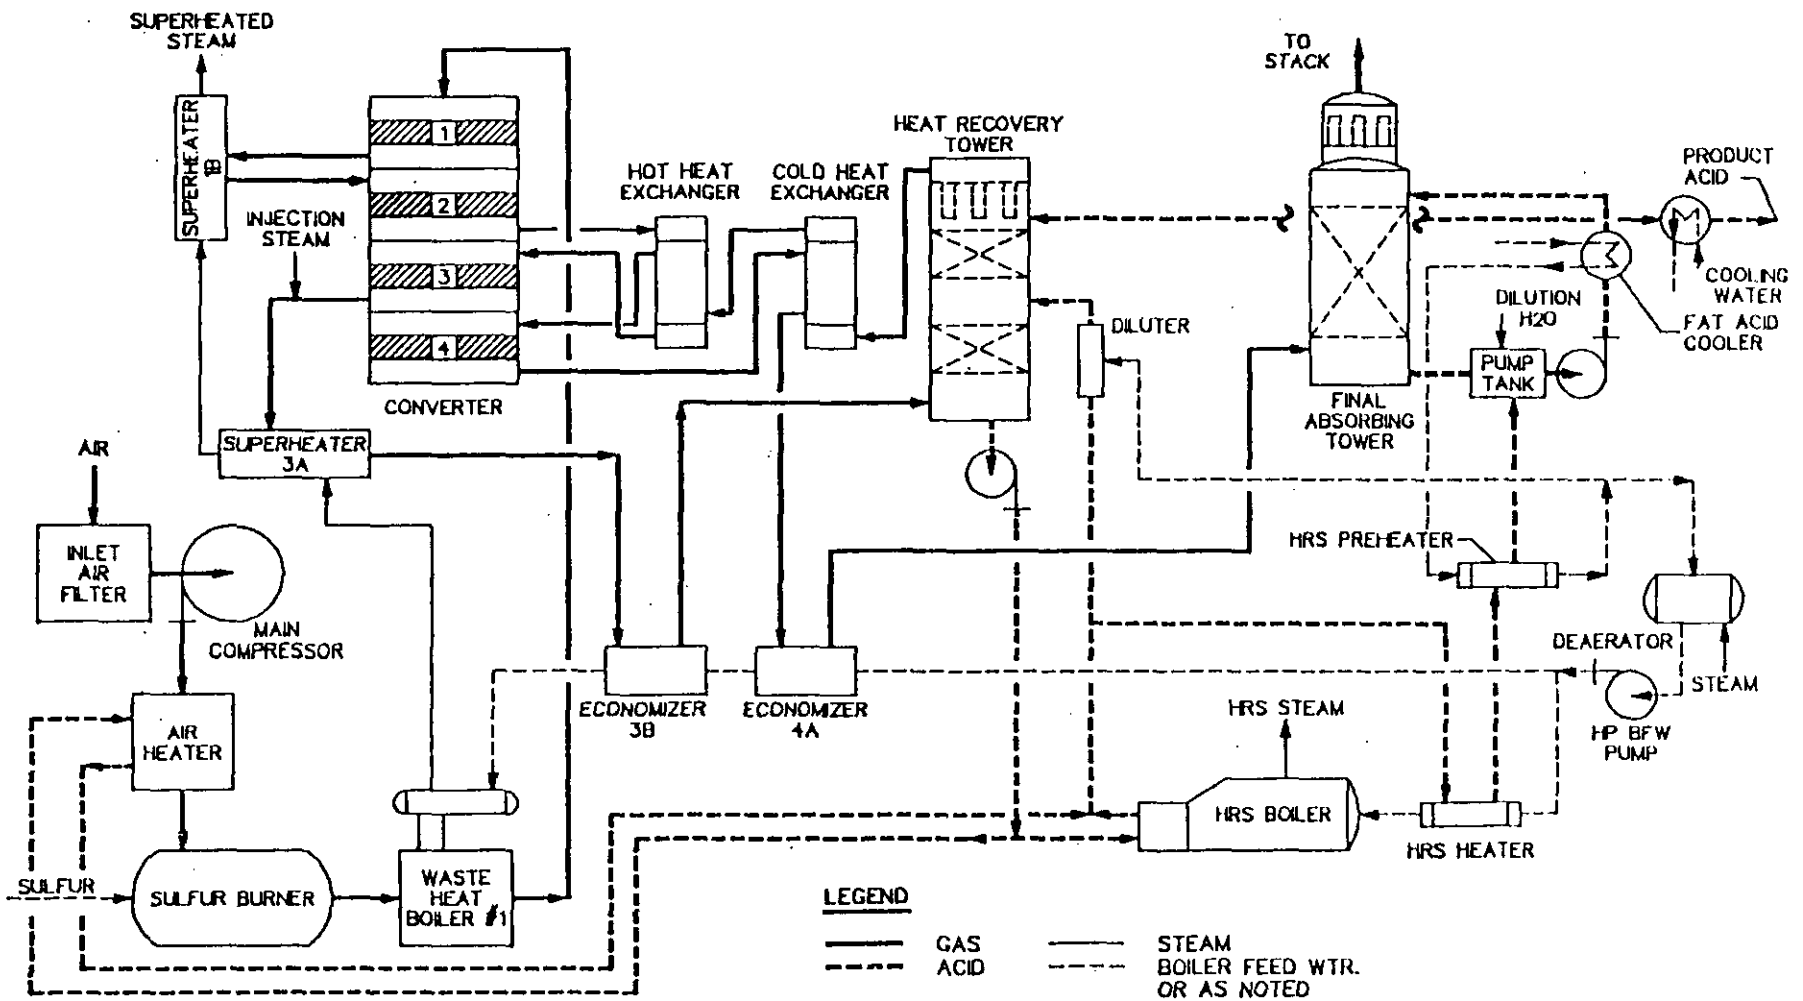 SUPERHEATED
STEAM
SUPERHEATER
1B
INJECTION
STEAM
1
2
3
4
CONVERTER
HOT HEAT
EXCHANGER
COLD HEAT
EXCHANGER
HEAT RECOVERY
TOWER
TO
STACK
PRODUCT
ACID
COOLING
WATER
DILUTION
H2O
FAT ACID
COOLER
DILUTER
PUMP
TANK
FINAL
ABSORBING
TOWER
SUPERHEATER
3A
AIR
INLET
AIR
FILTER
MAIN
COMPRESSOR
HRS PREHEATER
DEAERATOR
STEAM
HP BFW
PUMP
AIR
HEATER
ECONOMIZER
3B
ECONOMIZER
4A
HRS STEAM
HRS BOILER
HRS HEATER
SULFUR
SULFUR BURNER
WASTE
HEAT
BOILER #1
LEGEND
GAS
ACID
STEAM
BOILER FEED WTR.
OR AS NOTED